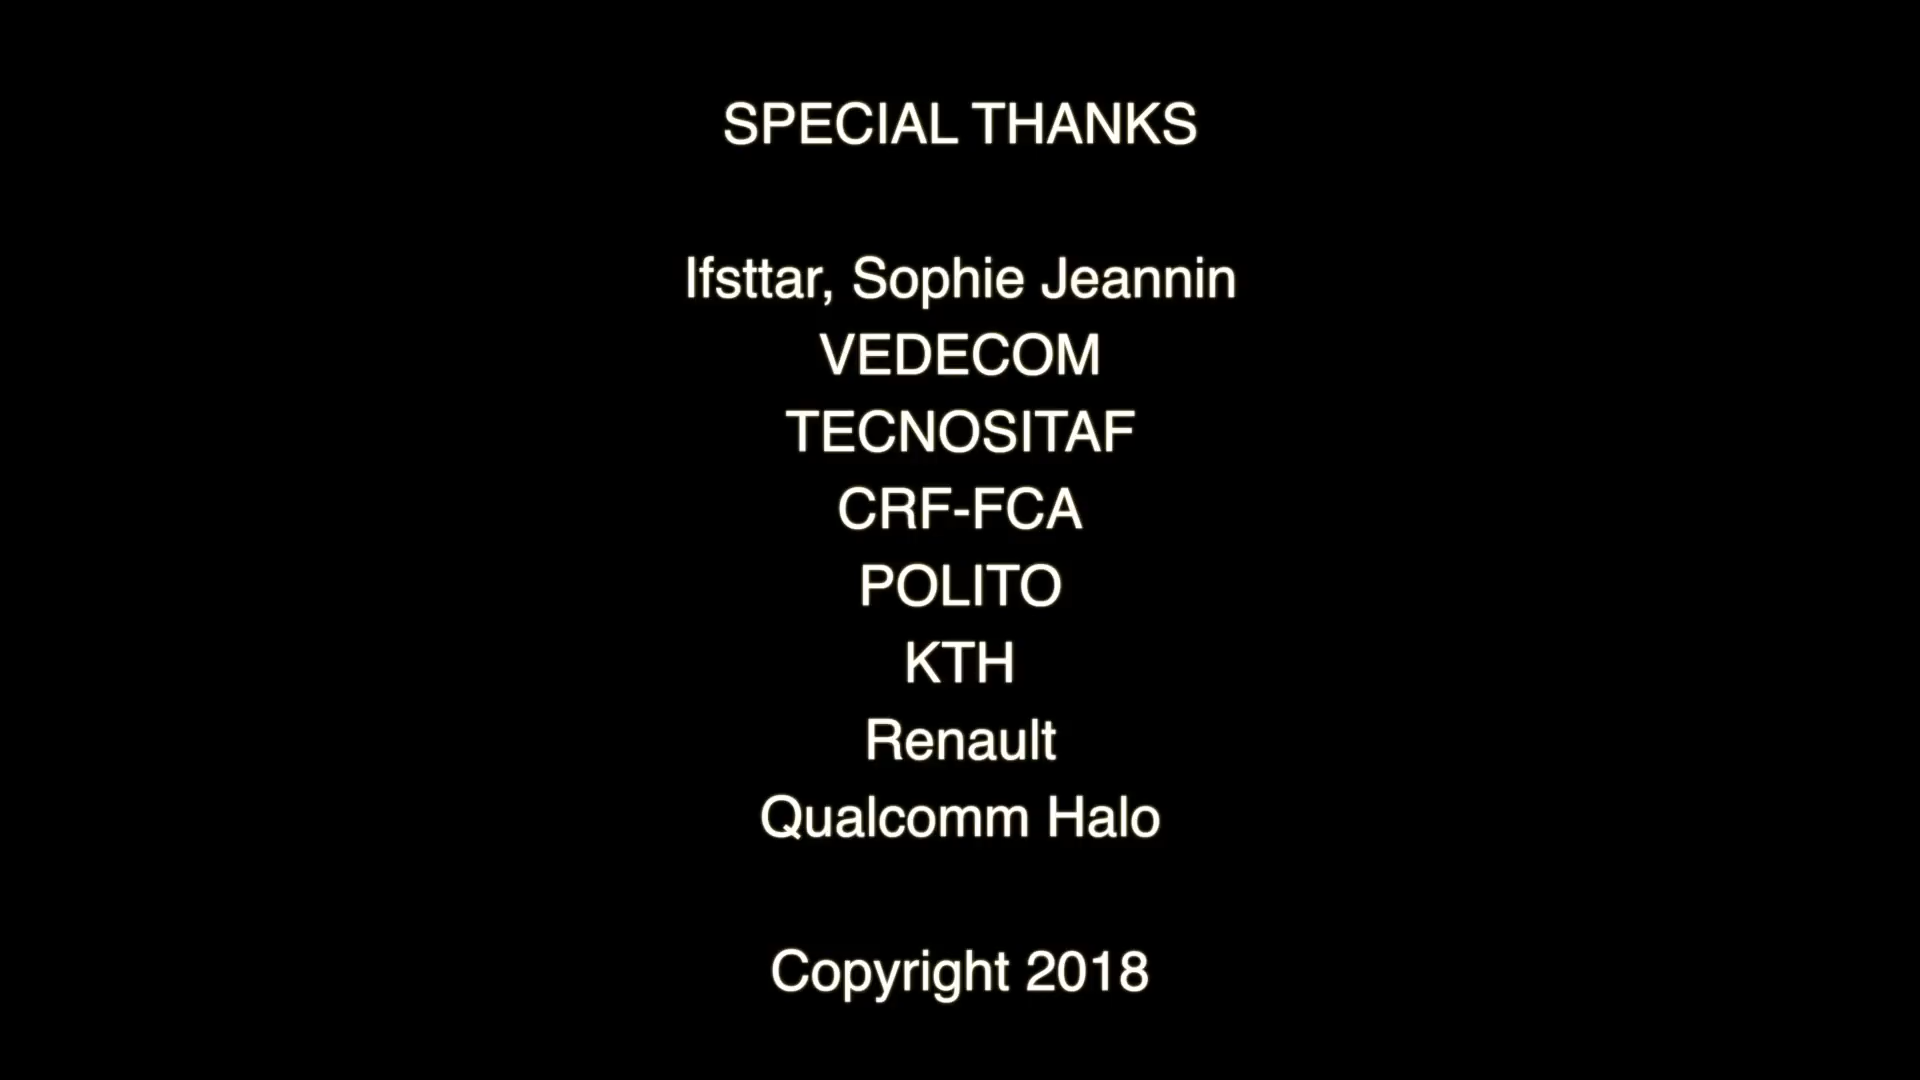 SPECIAL THANKS
Ifsttar, Sophie Jeannin
VEDECOM
TECNOSITAF
CRF-FCA
POLITO
KTH
Renault
Qualcomm Halo
Copyright 2018